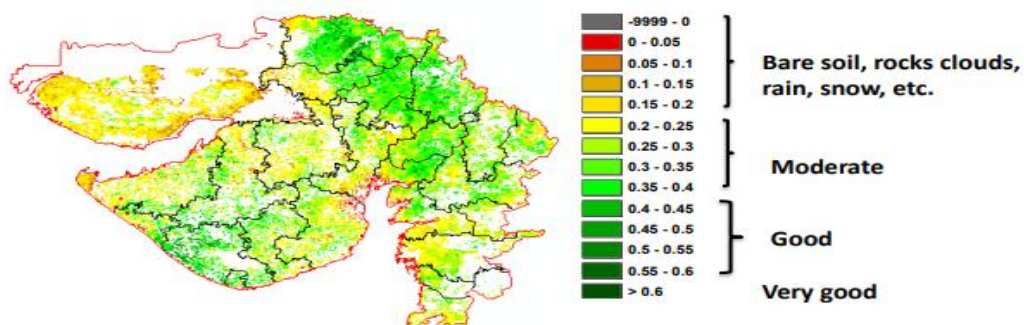 -9999 - 0
0 - 0.05
0.05 - 0.1
0.1 - 0.15
0.15 - 0.2
0.2 - 0.25
0.25 - 0.3
0.3 - 0.35
0.35 - 0.4
0.4 - 0.45
0.45 - 0.5
0.5 - 0.55
0.55 - 0.6
> 0.6
Bare soil, rocks clouds,
rain, snow, etc.
Moderate
Good
Very good